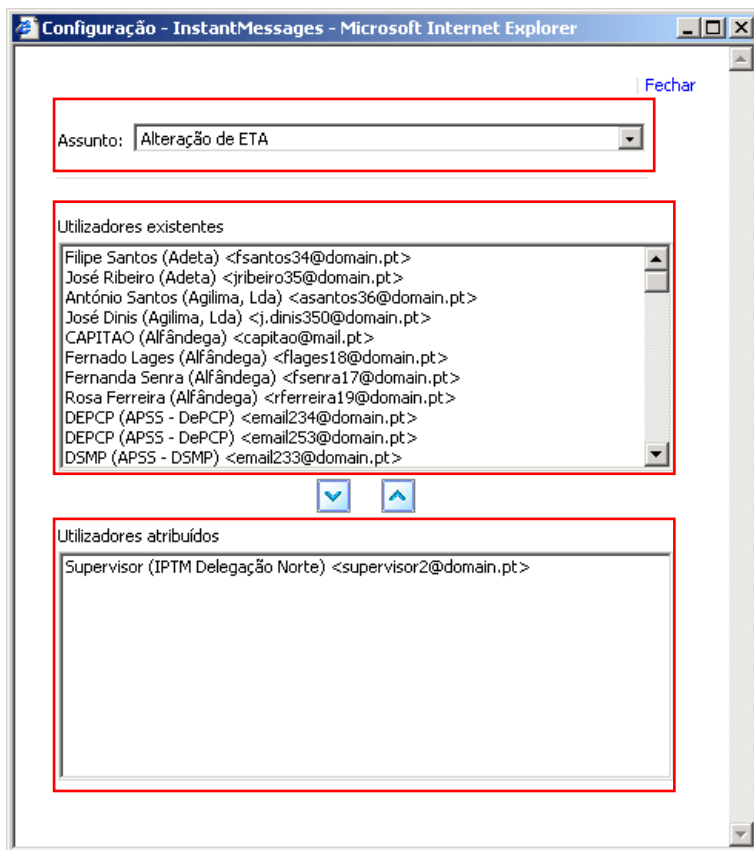 Configuração - InstantMessages - Microsoft Internet Explorer
| Fechar
Assunto: Alteração de ETA
Utilizadores existentes
Filipe Santos (Adeta) <fsantos34@domain.pt>
José Ribeiro (Adeta) <jribeiro35@domain.pt>
António Santos (Agilima, Lda) <asantos36@domain.pt>
José Dinis (Agilima, Lda) <j.dinis350@domain.pt>
CAPITAO (Alfândega) <capitao@mail.pt>
Fernado Lages (Alfândega) <flages18@domain.pt>
Fernanda Senra (Alfândega) <fsenra17@domain.pt>
Rosa Ferreira (Alfândega) <rferreira19@domain.pt>
DEPCP (APSS - DePCP) <email234@domain.pt>
DEPCP (APSS - DePCP) <email253@domain.pt>
DSMP (APSS - DSMP) <email233@domain.pt>
Utilizadores atribuídos
Supervisor (IPTM Delegação Norte) <supervisor2@domain.pt>